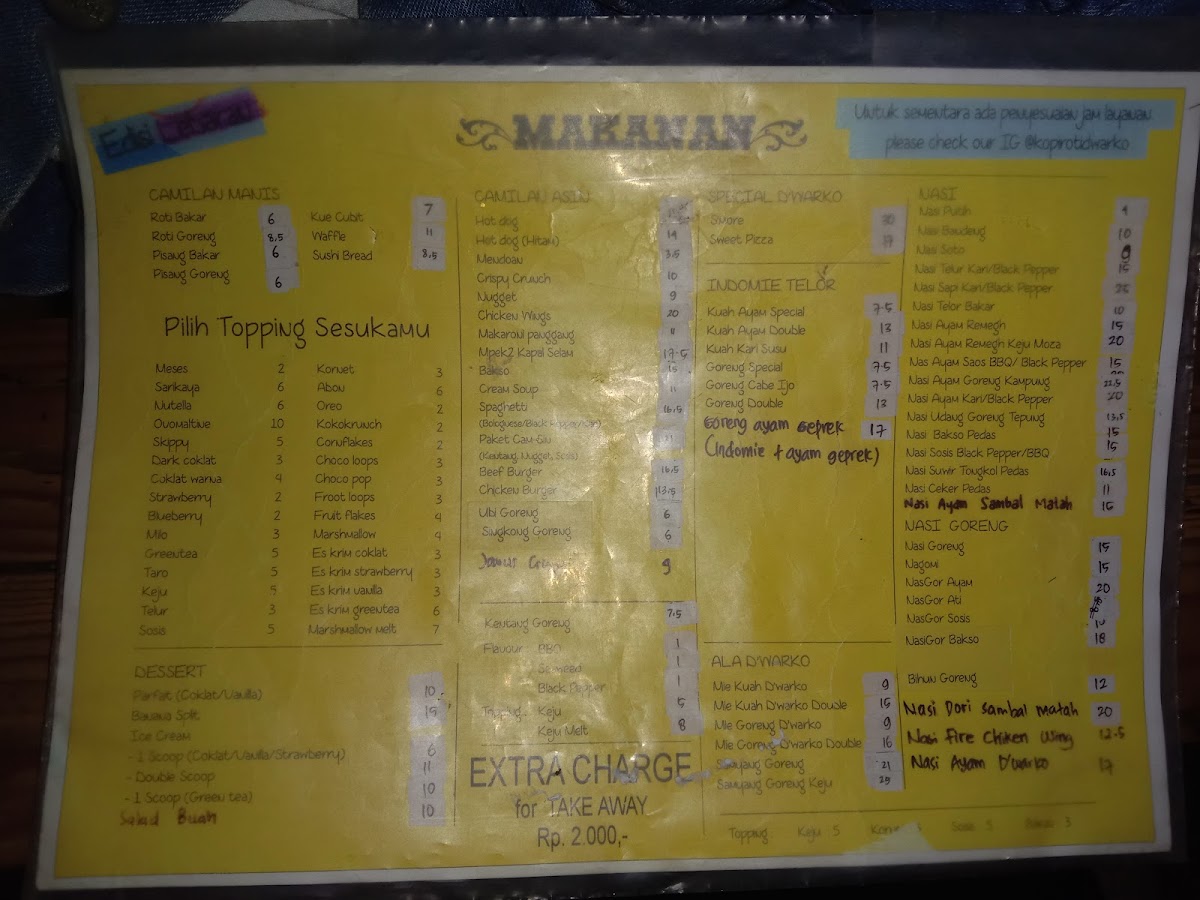 Edisi Lebaran
MAKANAN
Untuk sementara ada penyesuaian jam layanan
please check our IG @kopirotidwarko
CAMILAN MANIS
Roti Bakar 6
Roti Goreng 8,5
Pisang Bakar 6
Pisang Goreng 6
Kue Cubit 7
Waffle 11
Sushi Bread 8,5
Pilih Topping Sesukamu
Meses 2
Sarikaya 6
Nutella 6
Ovomaltine 10
Skippy 5
Dark coklat 3
Coklat warna 4
Strawberry 2
Blueberry 2
Milo 3
Greentea 5
Taro 5
Keju 5
Telur 3
Sosis 5
Kornet 3
Abon 6
Oreo 2
Kokokrunch 2
Cornflakes 2
Choco loops 3
Choco pop 3
Froot loops 3
Fruit flakes 4
Marshmallow 4
Es krim coklat 3
Es krim strawberry 3
Es krim vanilla 3
Es krim greentea 6
Marshmallow melt 7
DESSERT
Parfait (Coklat/Vanilla) 10
Banana Split 15
Ice Cream
- 1 Scoop (Coklat/Vanilla/Strawberry) 6
- Double Scoop 11
- 1 Scoop (Green tea) 10
Salad Buah 10
CAMILAN ASIN
Hot dog
Hot dog (Hitam) 19
Mendoan 3,5
Crispy Crunch 10
Nugget 9
Chicken Wings 20
Makaroni panggang 11
Mpek2 Kapal Selam 17.5
Bakso 15
Cream Soup 11
Spaghetti 16,5
(Bolognese/Black Pepper/Kari)
Paket Cam-Sin
(Kentang, Nugget, Sosis)
Beef Burger 16,5
Chicken Burger 13,5
Ubi Goreng 6
Singkong Goreng 6
9
Kentang Goreng 7,5
Flavour : BBQ 1
Seaweed 1
Black Pepper 1
Topping : Keju 5
Keju Melt 8
EXTRA CHARGE
for TAKE AWAY
Rp. 2.000,-
SPECIAL D'WARKO
S'more
Sweet Pizza
INDOMIE TELOR
Kuah Ayam Special 7.5
Kuah Ayam Double 13
Kuah Kari Susu 11
Goreng Special 7.5
Goreng Cabe Ijo 7.5
Goreng Double 13
Goreng ayam Geprek 17
(Indomie + ayam geprek)
ALA D'WARKO
Mie Kuah D'warko 9
Mie Kuah D'warko Double 15
Mie Goreng D'warko 9
Mie Goreng D'warko Double 16
Samyang Goreng 21
Samyang Goreng Keju 25
NASI
Nasi Putih 4
Nasi Bandeng 10
Nasi Soto 9
Nasi Telur Kari/Black Pepper 15
Nasi Sapi Kari/Black Pepper
Nasi Telor Bakar 10
Nasi Ayam Remegh 15
Nasi Ayam Remegh Keju Moza 20
Nas Ayam Saos BBQ/ Black Pepper 15
Nasi Ayam Goreng Kampung 22,5
Nasi Ayam Kari/Black Pepper 20
Nasi Udang Goreng Tepung 13,5
Nasi Bakso Pedas 15
Nasi Sosis Black Pepper/BBQ 15
Nasi Suwir Tongkol Pedas 16,5
Nasi Ceker Pedas 11
Nasi Ayam Sambal Matah 15
NASI GORENG
Nasi Goreng 15
Nagomi 15
NasGor Ayam 20
NasGor Ati
NasGor Sosis
NasiGor Bakso 18
Bihun Goreng 12
Nasi Dori Sambal matah 20
Nasi Fire Chiken Wing 12.5
Nasi Ayam D'warko 17
Topping : Keju 5 Sosis 5 3